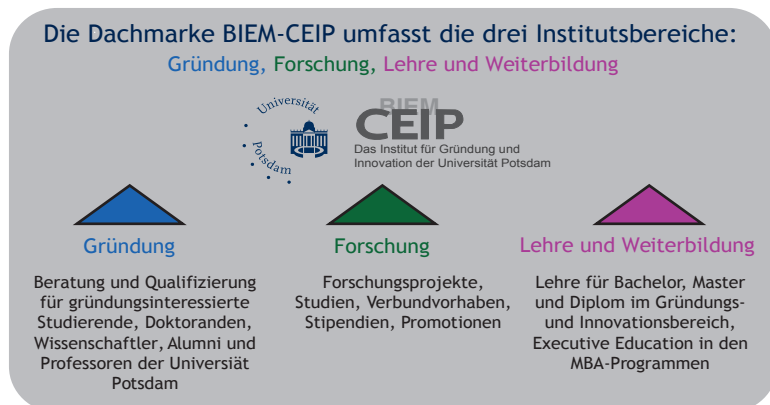 Die Dachmarke BIEM-CEIP umfasst die drei Institutsbereiche:
Gründung, Forschung, Lehre und Weiterbildung
Universität
Potsdam
BIEM
CEIP
Das Institut für Gründung und
Innovation der Universität Potsdam
Gründung
Beratung und Qualifizierung
für gründungsinteressierte
Studierende, Doktoranden,
Wissenschaftler, Alumni und
Professoren der Universiät
Potsdam
Forschung
Forschungsprojekte,
Studien, Verbundvorhaben,
Stipendien, Promotionen
Lehre und Weiterbildung
Lehre für Bachelor, Master
und Diplom im Gründungs-
und Innovationsbereich,
Executive Education in den
MBA-Programmen